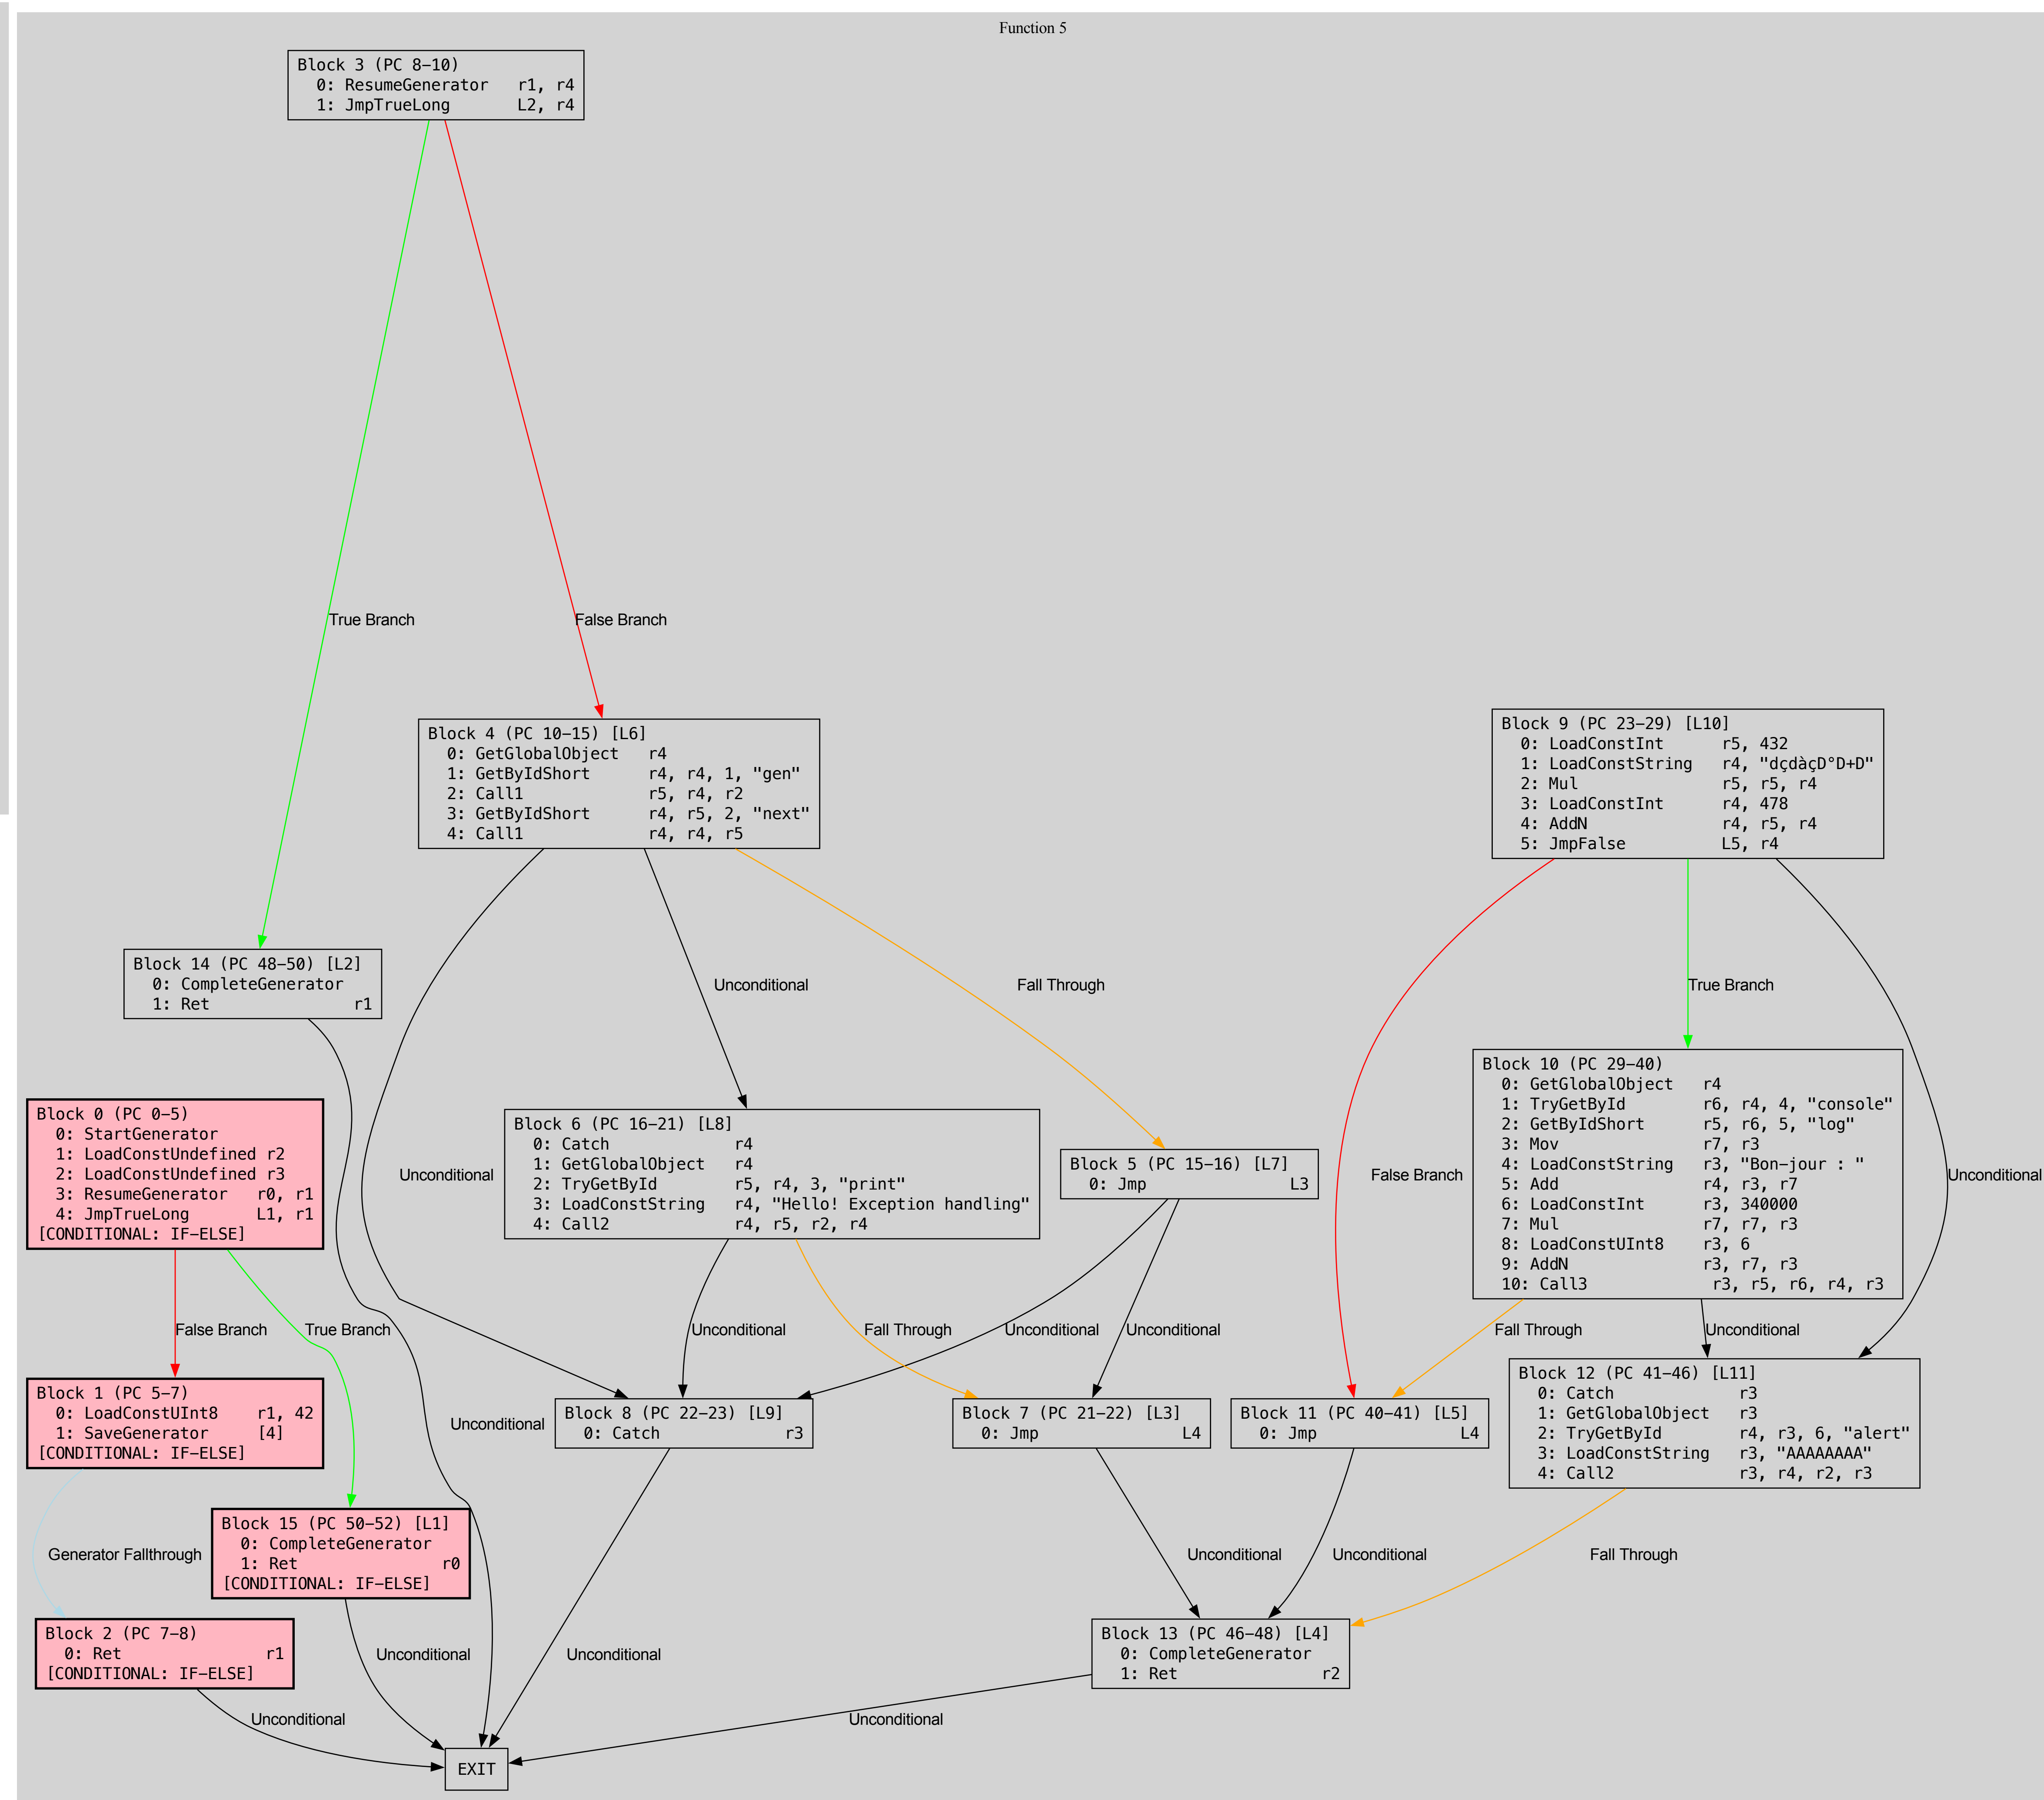 Function 5
Block 3 (PC 8-10)
0: ResumeGenerator r1, r4
1: JmpTrueLong L2, r4
True Branch
False Branch
Block 4 (PC 10-15) [L6]
0: GetGlobalObject r4
1: GetByIdShort r4, r4, 1, "gen"
2: Call1 r5, r4, r2
3: GetByIdShort r4, r5, 2, "next"
4: Call1 r4, r4, r5
Block 9 (PC 23-29) [L10]
0: LoadConstInt r5, 432
1: LoadConstString r4, "dçdàçD°D+D"
2: Mul r5, r5, r4
3: LoadConstInt r4, 478
4: AddN r4, r5, r4
5: JmpFalse L5, r4
Block 14 (PC 48-50) [L2]
0: CompleteGenerator
1: Ret r1
Unconditional
Fall Through
True Branch
Block 0 (PC 0-5)
0: StartGenerator
1: LoadConstUndefined r2
2: LoadConstUndefined r3
3: ResumeGenerator r0, r1
4: JmpTrueLong L1, r1
[CONDITIONAL: IF-ELSE]
Unconditional
Block 6 (PC 16-21) [L8]
0: Catch r4
1: GetGlobalObject r4
2: TryGetById r5, r4, 3, "print"
3: LoadConstString r4, "Hello! Exception handling"
4: Call2 r4, r5, r2, r4
Block 5 (PC 15-16) [L7]
0: Jmp L3
False Branch
Block 10 (PC 29-40)
0: GetGlobalObject r4
1: TryGetById r6, r4, 4, "console"
2: GetByIdShort r5, r6, 5, "log"
3: Mov r7, r3
4: LoadConstString r3, "Bon-jour : "
5: Add r4, r3, r7
6: LoadConstInt r3, 340000
7: Mul r7, r7, r3
8: LoadConstUInt8 r3, 6
9: AddN r3, r7, r3
10: Call3 r3, r5, r6, r4, r3
Unconditional
False Branch
True Branch
Unconditional
Fall Through
Unconditional
Unconditional
Fall Through
Unconditional
Block 1 (PC 5-7)
0: LoadConstUInt8 r1, 42
1: SaveGenerator [4]
[CONDITIONAL: IF-ELSE]
Unconditional
Block 8 (PC 22-23) [L9]
0: Catch r3
Block 7 (PC 21-22) [L3]
0: Jmp L4
Block 11 (PC 40-41) [L5]
0: Jmp L4
Block 12 (PC 41-46) [L11]
0: Catch r3
1: GetGlobalObject r3
2: TryGetById r4, r3, 6, "alert"
3: LoadConstString r3, "AAAAAAAA"
4: Call2 r3, r4, r2, r3
Generator Fallthrough
Block 15 (PC 50-52) [L1]
0: CompleteGenerator
1: Ret r0
[CONDITIONAL: IF-ELSE]
Unconditional
Unconditional
Fall Through
Block 2 (PC 7-8)
0: Ret r1
[CONDITIONAL: IF-ELSE]
Unconditional
Unconditional
Block 13 (PC 46-48) [L4]
0: CompleteGenerator
1: Ret r2
Unconditional
Unconditional
EXIT